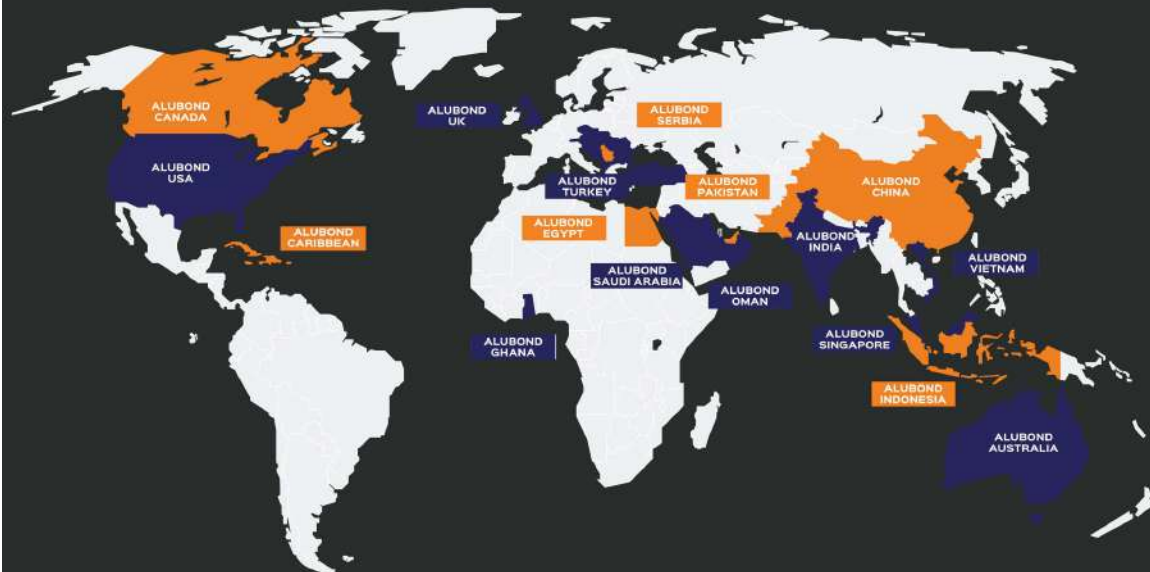 ALUBOND
CANADA
ALUBOND
UK
ALUBOND
SERBIA
ALUBOND
USA
ALUBOND
TURKEY
ALUBOND
PAKISTAN
ALUBOND
CHINA
ALUBOND
CARIBBEAN
ALUBOND
EGYPT
ALUBOND
INDIA
ALUBOND
SAUDI ARABIA
ALUBOND
OMAN
ALUBOND
VIETNAM
ALUBOND
GHANA
ALUBOND
SINGAPORE
ALUBOND
INDONESIA
ALUBOND
AUSTRALIA